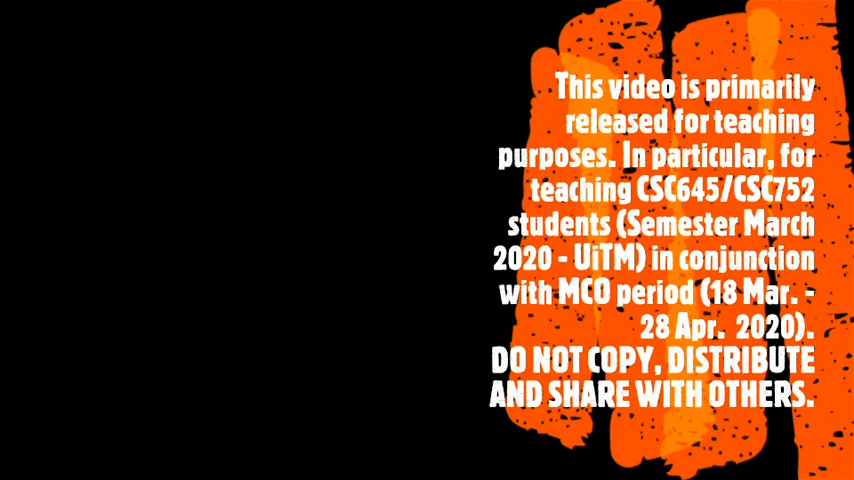 This video is primarily
released for teaching
purposes. In particular, for
teaching CSC645/CSC752
students (Semester March
2020 - UiTM) in conjunction
with MCO period (18 Mar. -
28 Apr. 2020).
DO NOT COPY, DISTRIBUTE
AND SHARE WITH OTHERS.